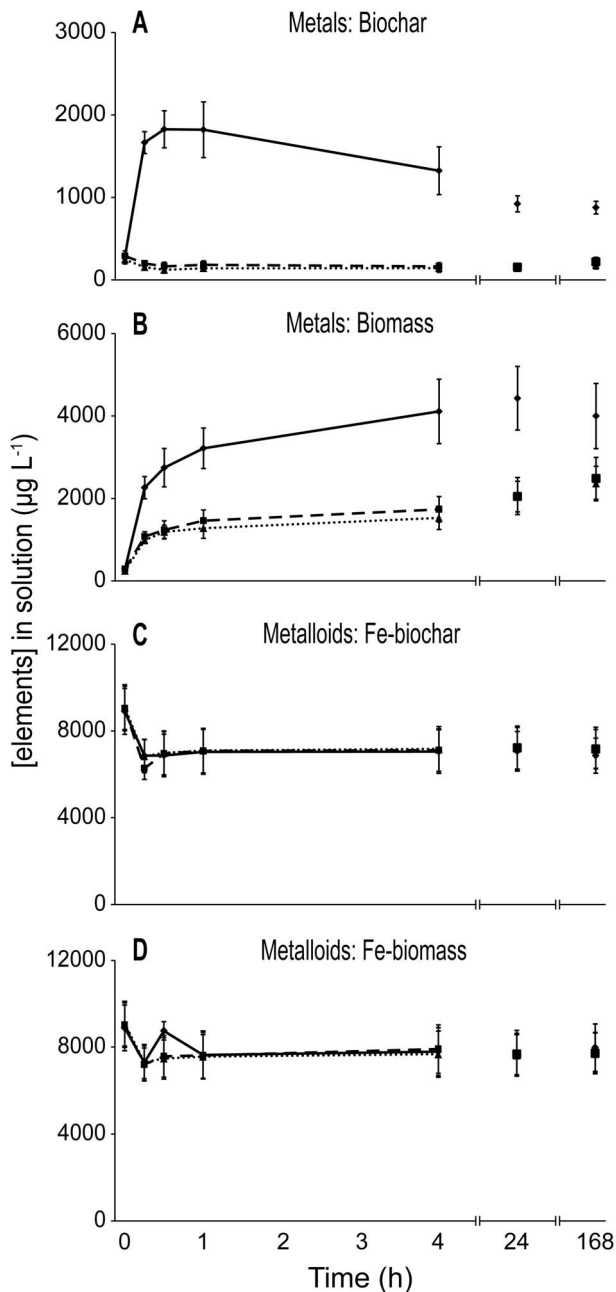 A Metals: Biochar
3000
2000
1000
0
B Metals: Biomass
6000
4000
2000
0
C Metalloids: Fe-biochar
12000
8000
4000
0
D Metalloids: Fe-biomass
12000
8000
4000
0
0 1 2 3 4 24 168
Time (h)
[elements] in solution (µg L⁻¹)